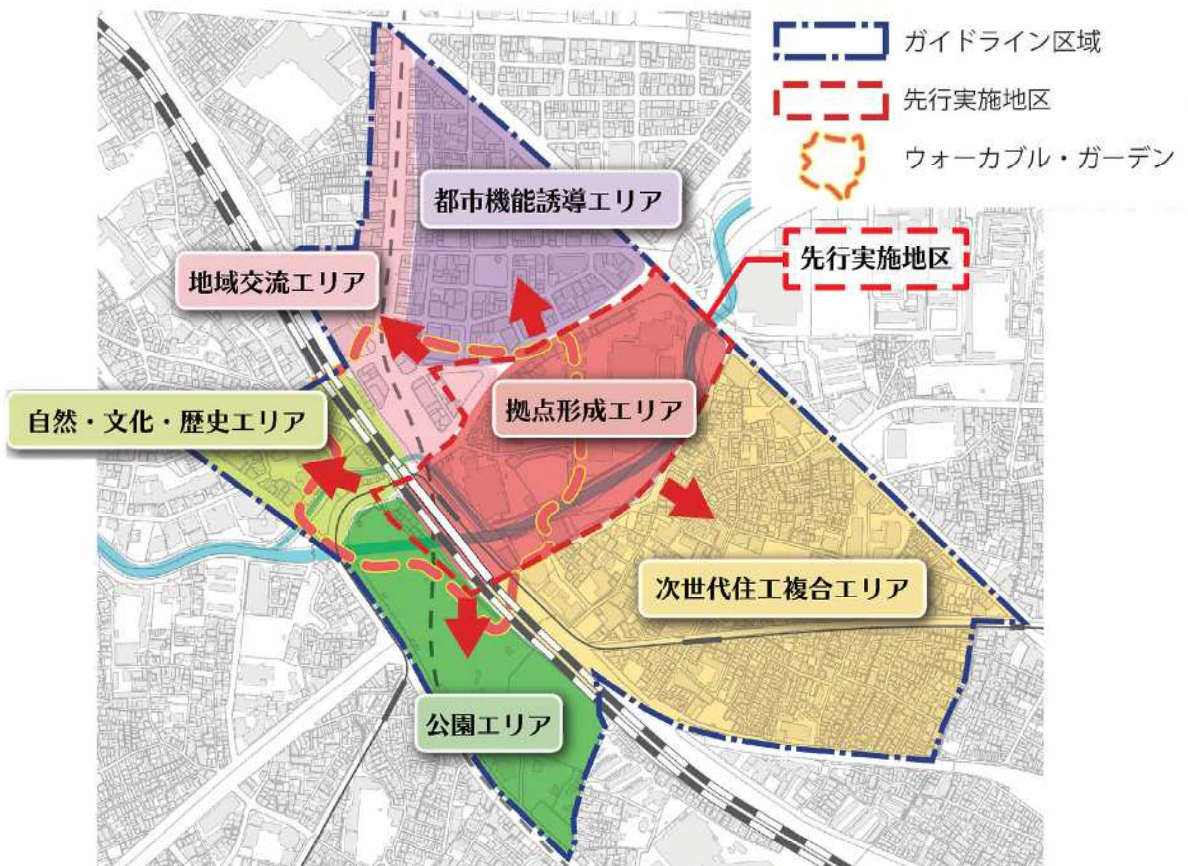 ガイドライン区域
先行実施地区
ウォーカブル・ガーデン
都市機能誘導エリア
先行実施地区
地域交流エリア
拠点形成エリア
自然・文化・歴史エリア
次世代住工複合エリア
公園エリア